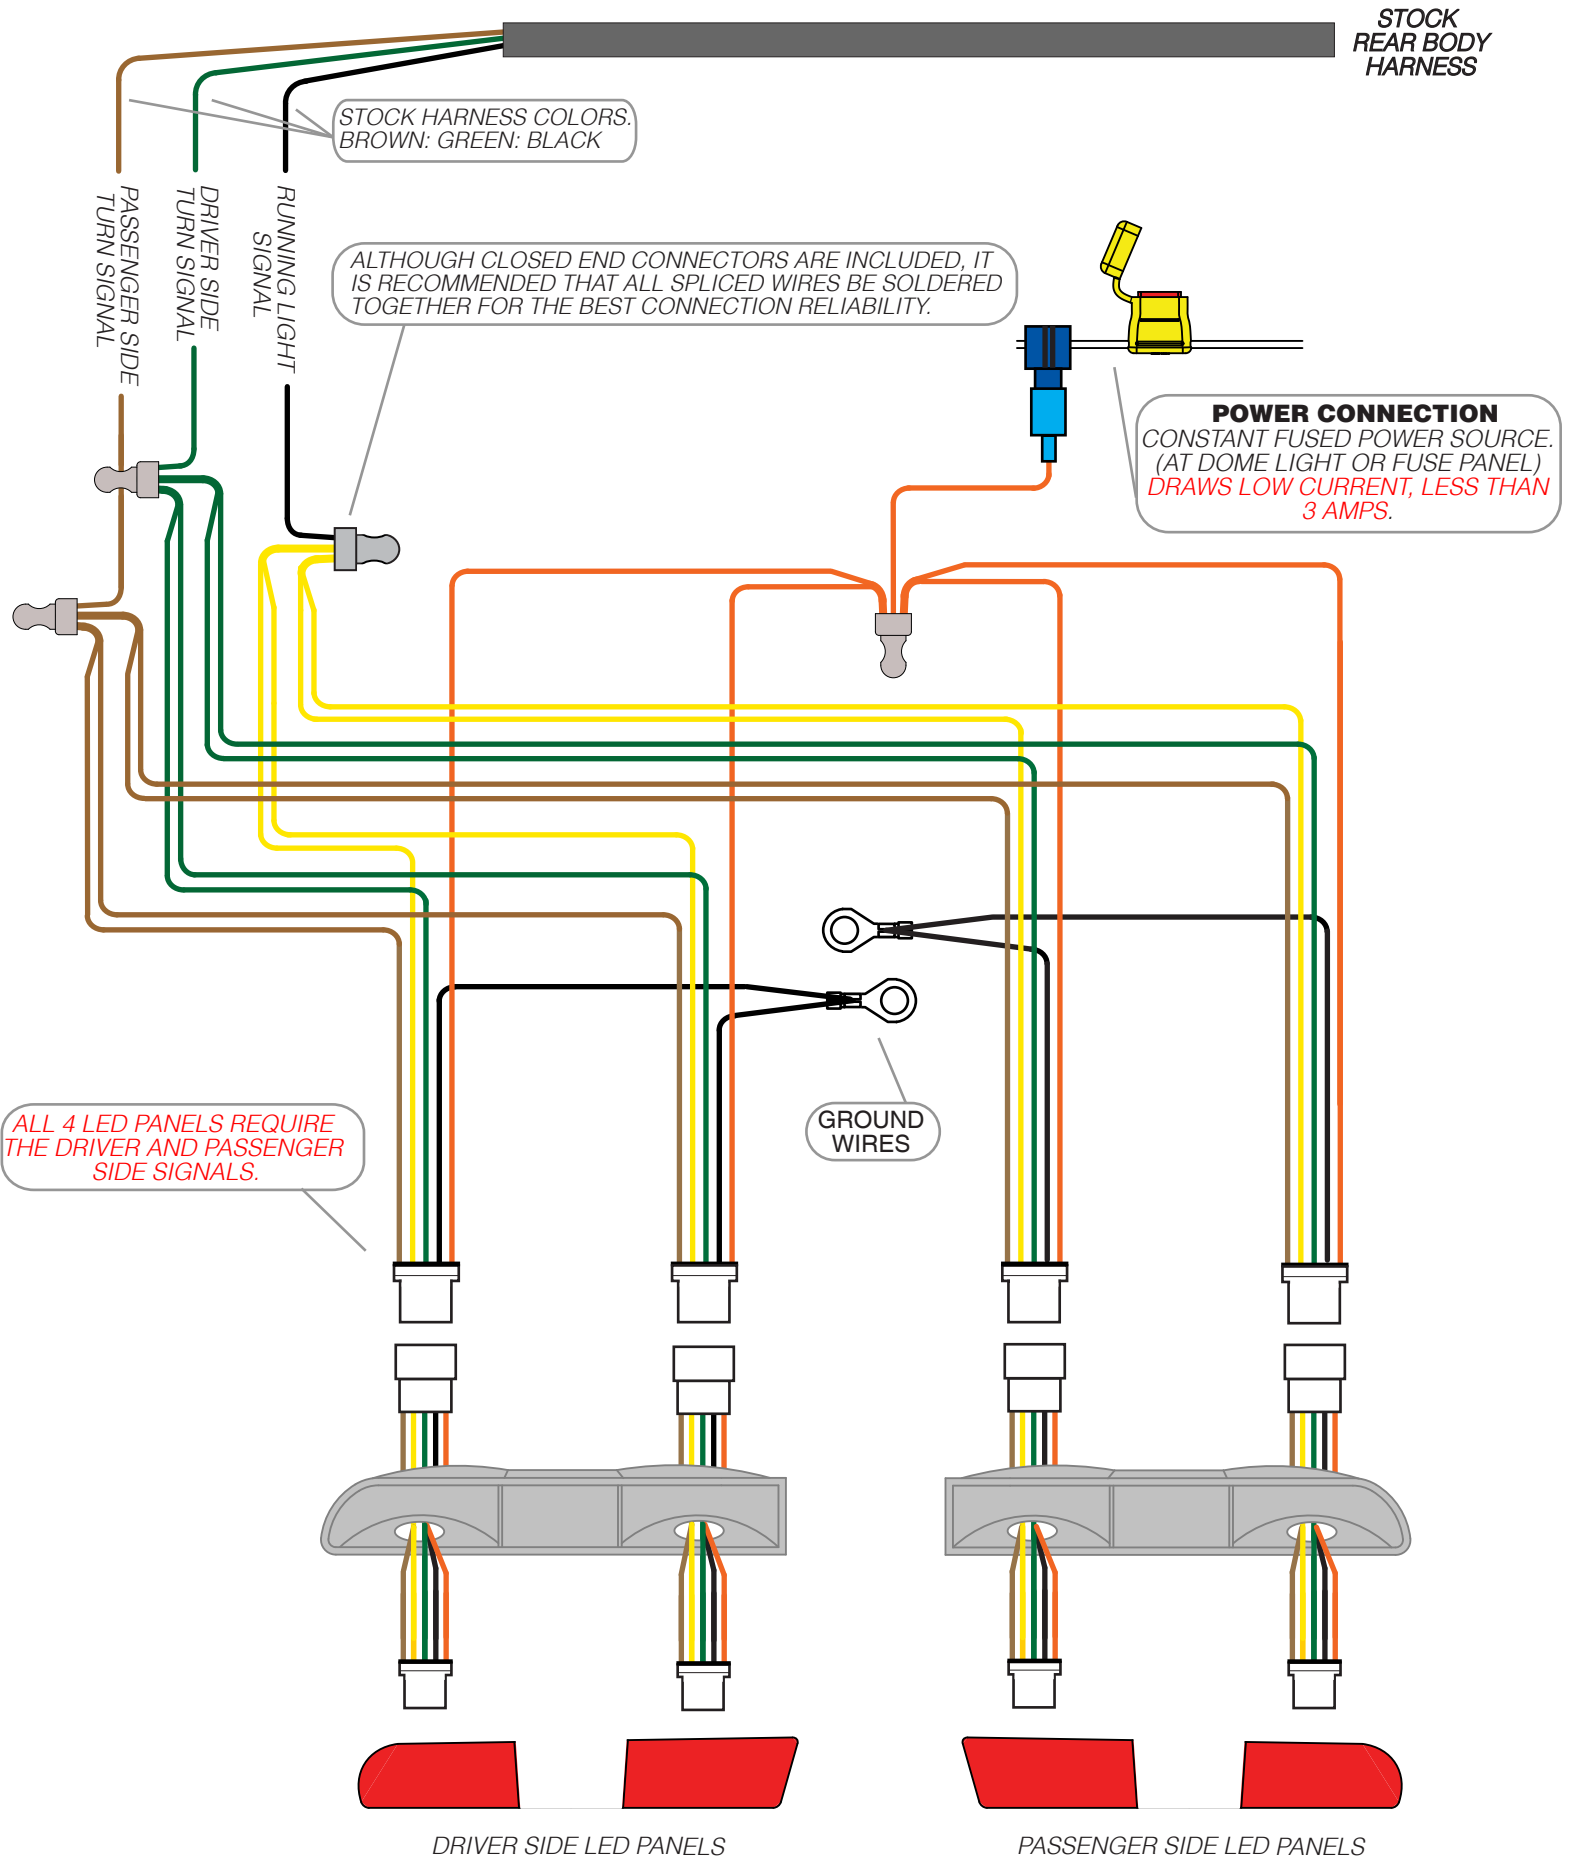 STOCK
REAR BODY
HARNESS
STOCK HARNESS COLORS.
BROWN: GREEN: BLACK
PASSENGER SIDE
TURN SIGNAL
DRIVER SIDE
TURN SIGNAL
RUNNING LIGHT
SIGNAL
ALTHOUGH CLOSED END CONNECTORS ARE INCLUDED, IT
IS RECOMMENDED THAT ALL SPLICED WIRES BE SOLDERED
TOGETHER FOR THE BEST CONNECTION RELIABILITY.
POWER CONNECTION
CONSTANT FUSED POWER SOURCE.
(AT DOME LIGHT OR FUSE PANEL)
DRAWS LOW CURRENT, LESS THAN
3 AMPS.
GROUND
WIRES
ALL 4 LED PANELS REQUIRE
THE DRIVER AND PASSENGER
SIDE SIGNALS.
DRIVER SIDE LED PANELS
PASSENGER SIDE LED PANELS